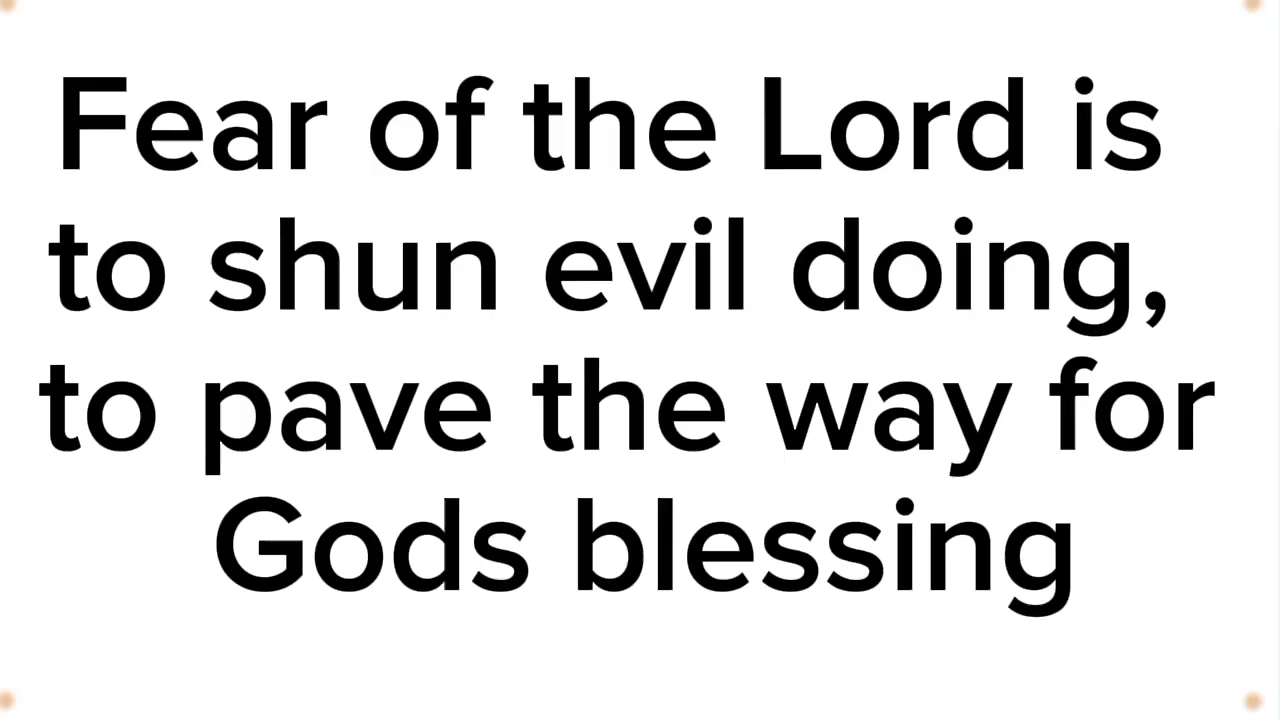 Fear of the Lord is
to shun evil doing,
to pave the way for
Gods blessing